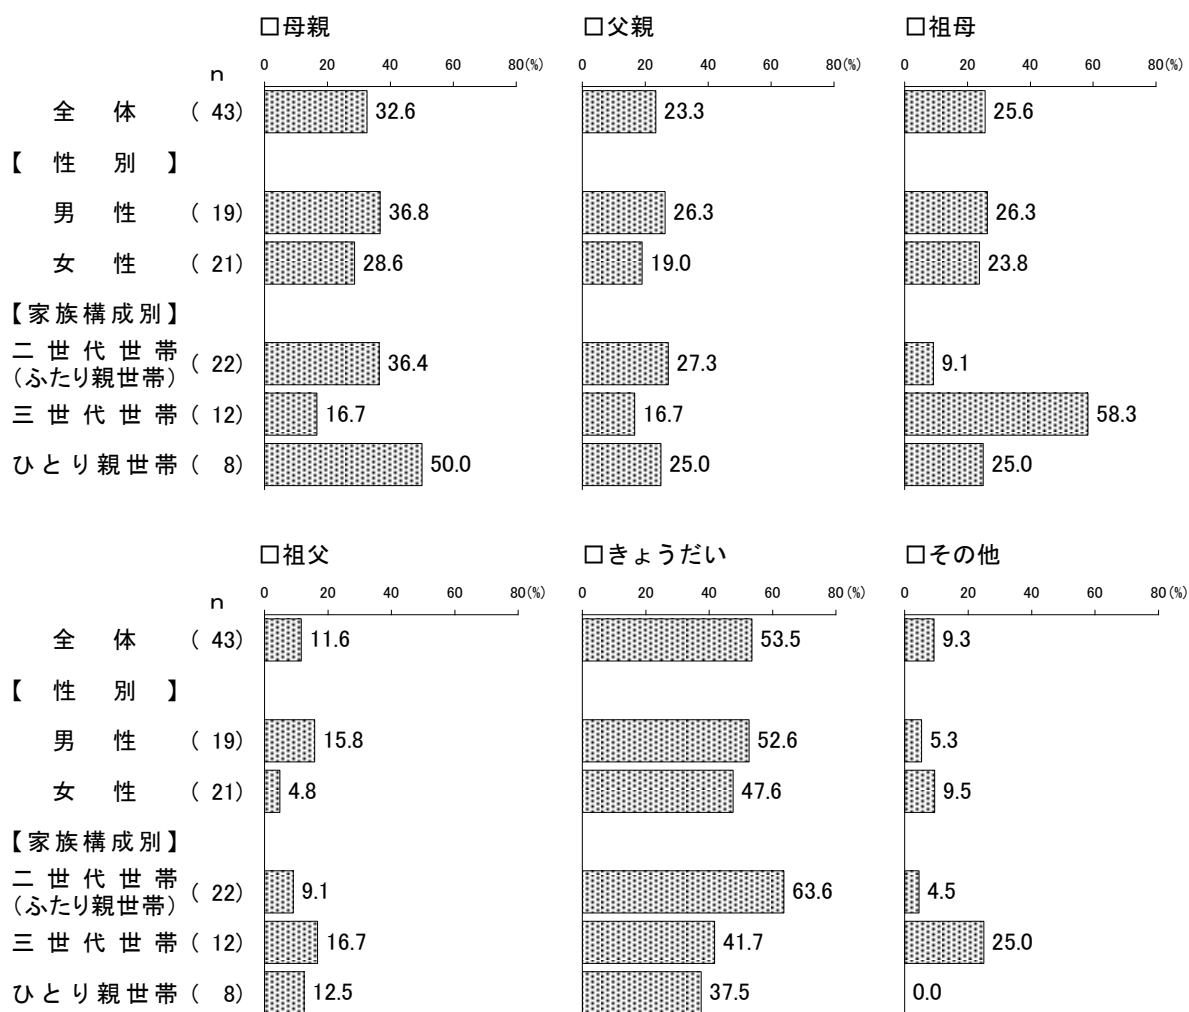 □母親 □父親 □祖母
0 20 40 60 80(%) 0 20 40 60 80(%) 0 20 40 60 80(%)
n
全 体 ( 43) 32.6 23.3 25.6
【 性 別 】
男 性 ( 19) 36.8 26.3 26.3
女 性 ( 21) 28.6 19.0 23.8
【家族構成別】
二世代世帯
(ふたり親世帯) ( 22) 36.4 27.3 9.1
三世代世帯 ( 12) 16.7 16.7 58.3
ひとり親世帯 ( 8) 50.0 25.0 25.0
□祖父 □きょうだい □その他
0 20 40 60 80(%) 0 20 40 60 80(%) 0 20 40 60 80(%)
n
全 体 ( 43) 11.6 53.5 9.3
【 性 別 】
男 性 ( 19) 15.8 52.6 5.3
女 性 ( 21) 4.8 47.6 9.5
【家族構成別】
二世代世帯
(ふたり親世帯) ( 22) 9.1 63.6 4.5
三世代世帯 ( 12) 16.7 41.7 25.0
ひとり親世帯 ( 8) 12.5 37.5 0.0